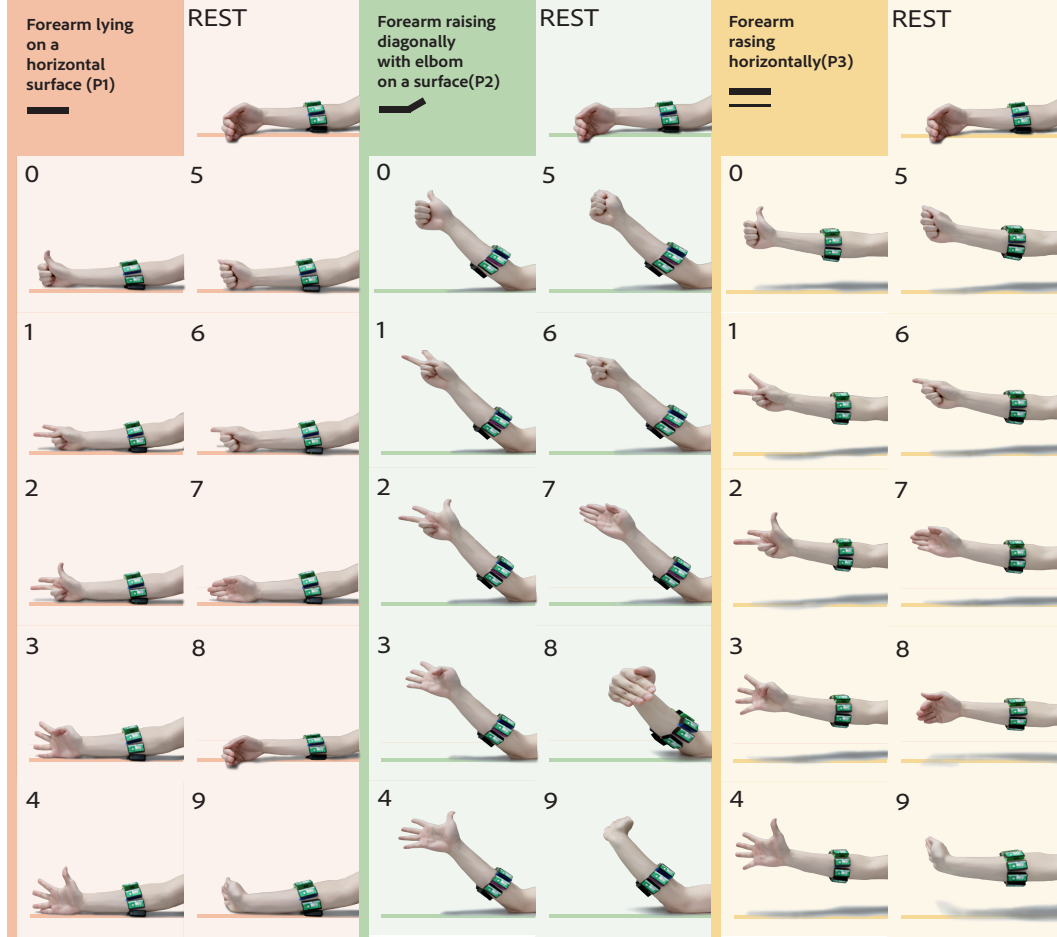 Forearm lying
on a
horizontal
surface (P1)
REST
0
5
1
6
2
7
3
8
4
9
Forearm raising
diagonally
with elbom
on a surface(P2)
REST
0
5
1
6
2
7
3
8
4
9
Forearm
rasing
horizontally(P3)
REST
0
5
1
6
2
7
3
8
4
9